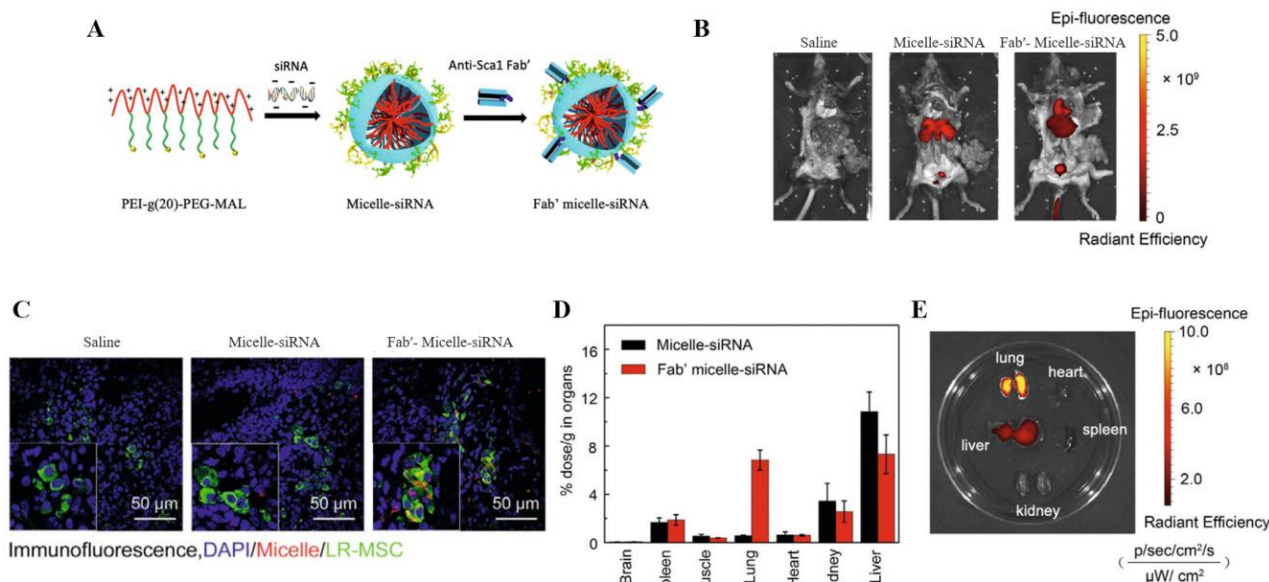 A
siRNA
Anti-Sca1 Fab'
PEI-g(20)-PEG-MAL
Micelle-siRNA
Fab' micelle-siRNA
B
Saline
Micelle-siRNA
Fab'- Micelle-siRNA
Epi-fluorescence
5.0
× 10⁹
2.5
0
Radiant Efficiency
C
Saline
Micelle-siRNA
Fab'- Micelle-siRNA
50 µm
50 µm
50 µm
Immunofluorescence,DAPI/Micelle/LR-MSC
D
% dose/g in organs
16
12
8
4
0
Micelle-siRNA
Fab' micelle-siRNA
Brain
pleen
uscle
Lung
Heart
idney
Liver
E
lung
heart
liver
spleen
kidney
Epi-fluorescence
10.0
× 10⁸
6.0
2.0
Radiant Efficiency
( p/sec/cm²/s
µW/ cm² )